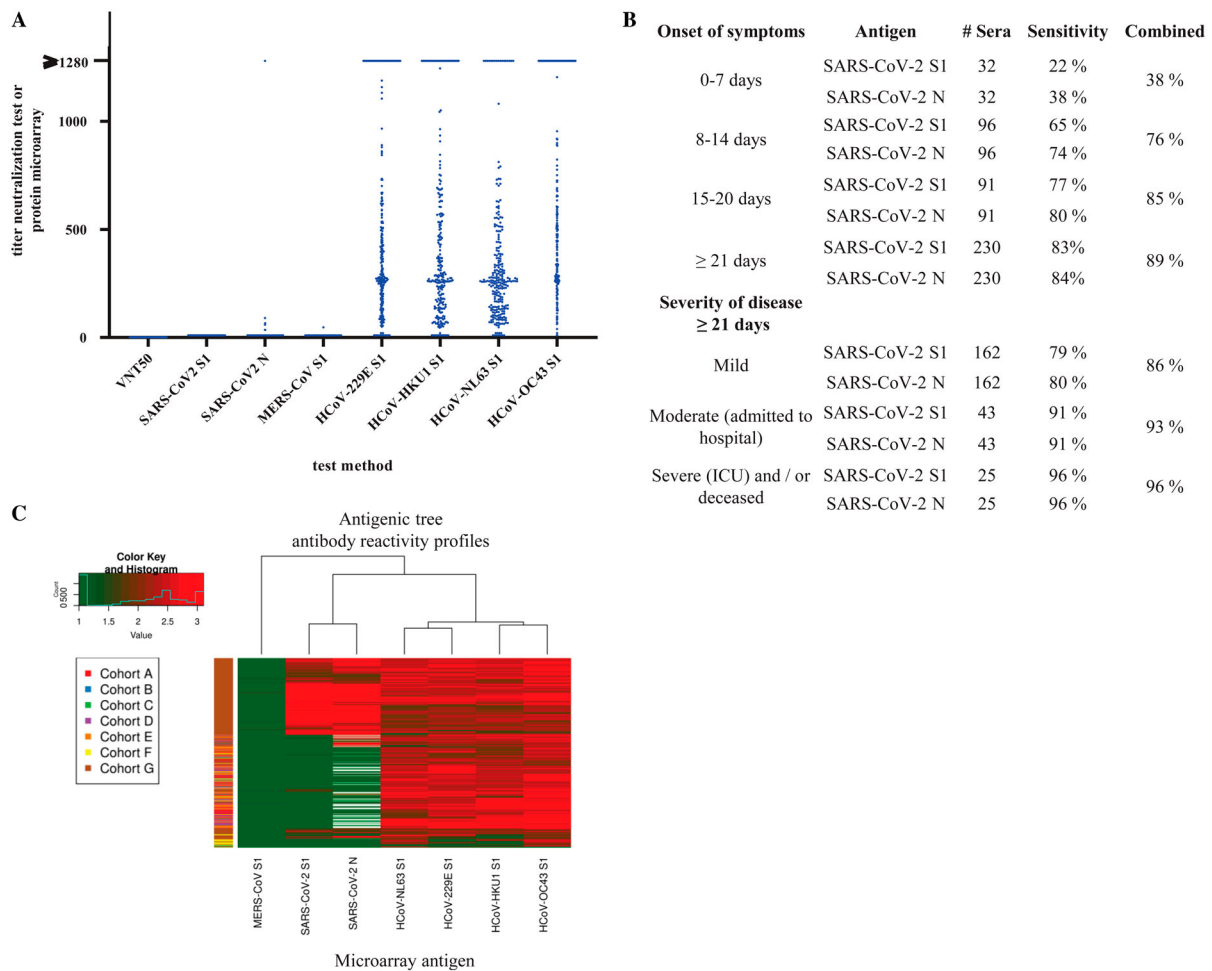 A
titer neutralization test or
protein microarray
≥1280
1000
500
0
VNT50
SARS-CoV2 S1
SARS-CoV2 N
MERS-CoV S1
HCoV-229E S1
HCoV-HKU1 S1
HCoV-NL63 S1
HCoV-OC43 S1
test method
B
Onset of symptoms Antigen # Sera Sensitivity Combined
0-7 days SARS-CoV-2 S1 32 22 % 38 %
SARS-CoV-2 N 32 38 %
8-14 days SARS-CoV-2 S1 96 65 % 76 %
SARS-CoV-2 N 96 74 %
15-20 days SARS-CoV-2 S1 91 77 % 85 %
SARS-CoV-2 N 91 80 %
≥ 21 days SARS-CoV-2 S1 230 83% 89 %
SARS-CoV-2 N 230 84%
Severity of disease
≥ 21 days
Mild SARS-CoV-2 S1 162 79 % 86 %
SARS-CoV-2 N 162 80 %
Moderate (admitted to SARS-CoV-2 S1 43 91 % 93 %
hospital) SARS-CoV-2 N 43 91 %
Severe (ICU) and / or SARS-CoV-2 S1 25 96 % 96 %
deceased SARS-CoV-2 N 25 96 %
C
Antigenic tree
antibody reactivity profiles
Color Key
and Histogram
Count
0 500
1 1.5 2 2.5 3
Value
Cohort A
Cohort B
Cohort C
Cohort D
Cohort E
Cohort F
Cohort G
MERS-CoV S1
SARS-CoV-2 S1
SARS-CoV-2 N
HCoV-NL63 S1
HCoV-229E S1
HCoV-HKU1 S1
HCoV-OC43 S1
Microarray antigen